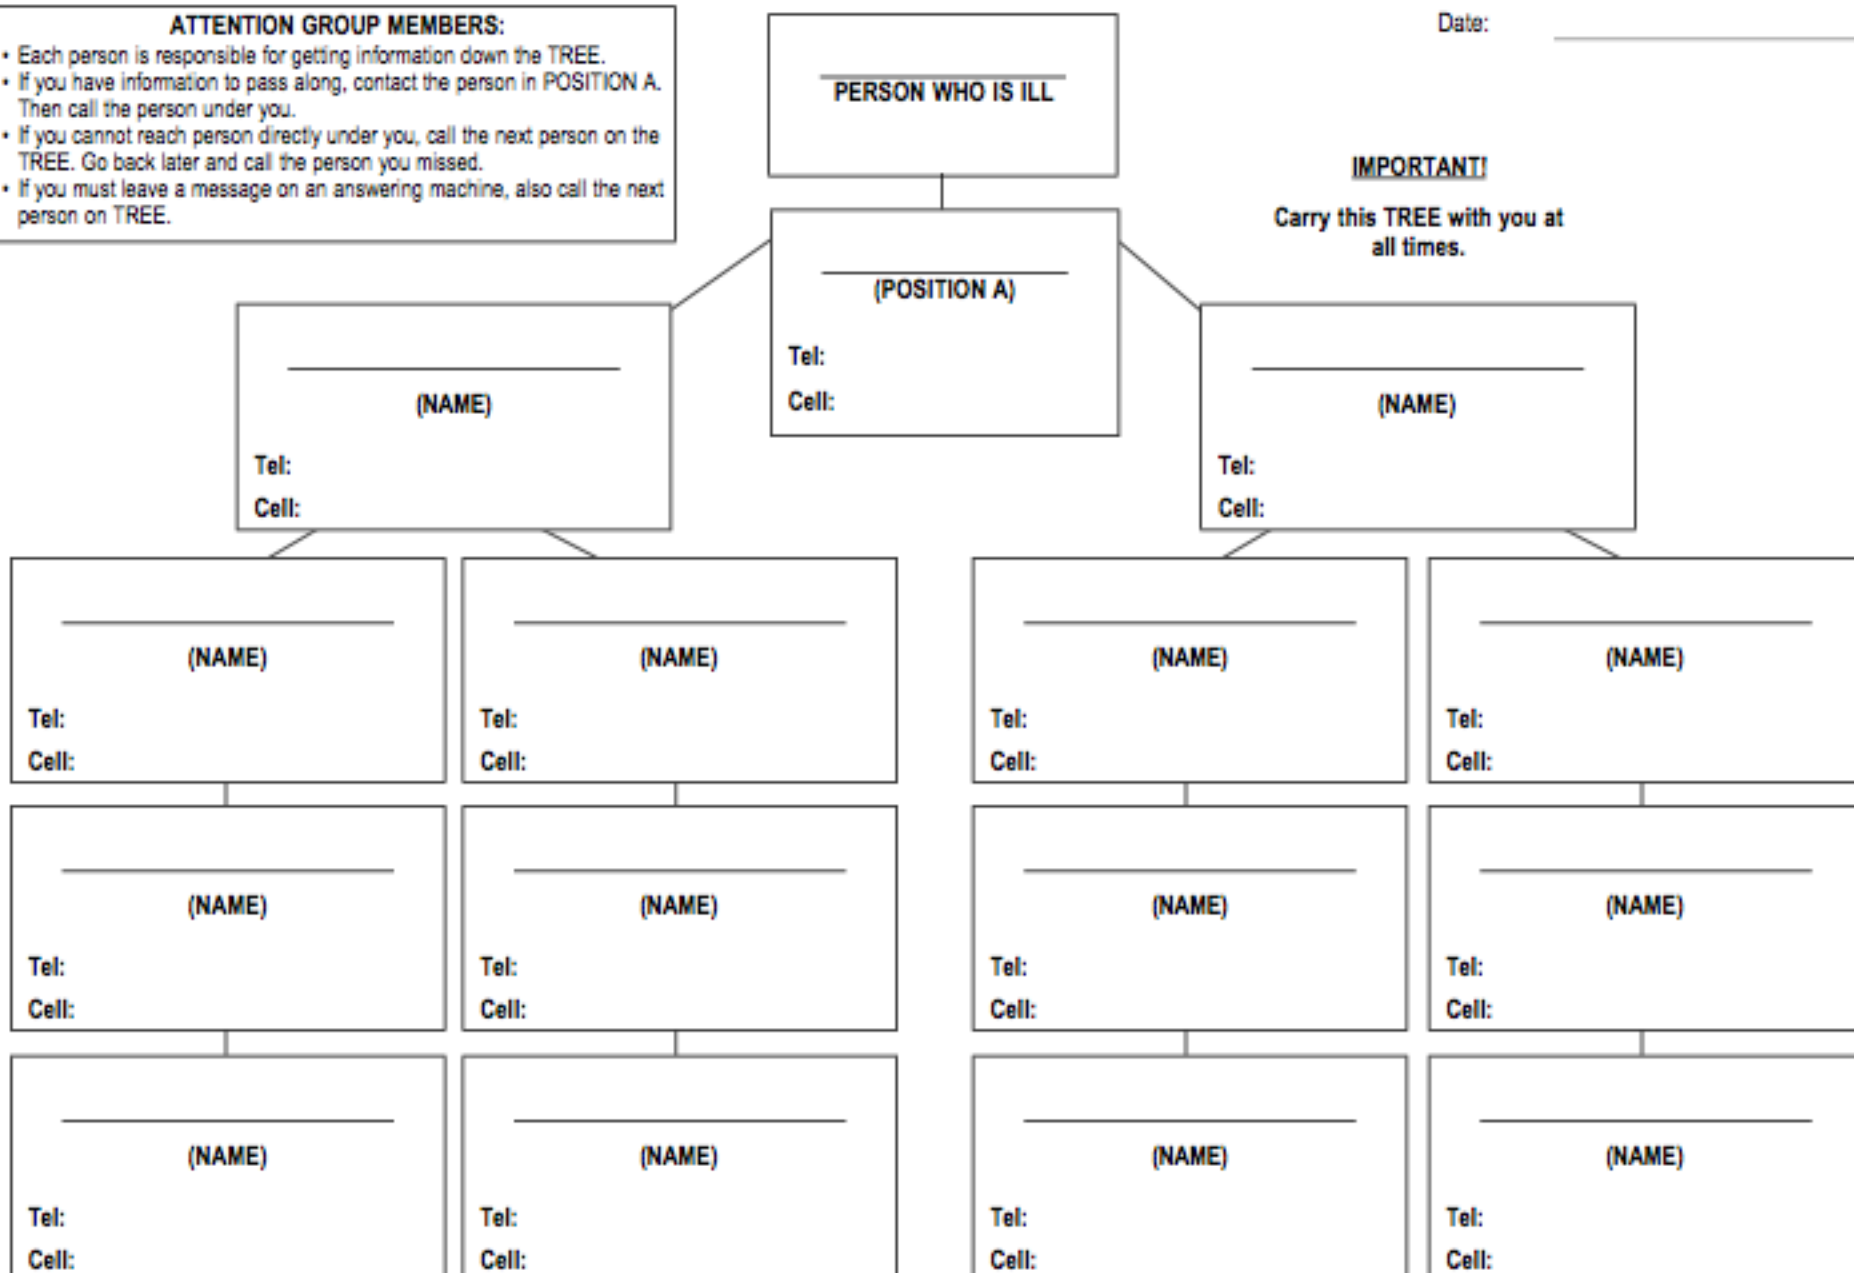 ATTENTION GROUP MEMBERS:
• Each person is responsible for getting information down the TREE.
• If you have information to pass along, contact the person in POSITION A.
Then call the person under you.
• If you cannot reach person directly under you, call the next person on the
TREE. Go back later and call the person you missed.
• If you must leave a message on an answering machine, also call the next
person on TREE.
PERSON WHO IS ILL
Date:
IMPORTANT!
Carry this TREE with you at
all times.
(POSITION A)
Tel:
Cell:
(NAME)
Tel:
Cell:
(NAME)
Tel:
Cell:
(NAME)
Tel:
Cell:
(NAME)
Tel:
Cell:
(NAME)
Tel:
Cell:
(NAME)
Tel:
Cell:
(NAME)
Tel:
Cell:
(NAME)
Tel:
Cell:
(NAME)
Tel:
Cell:
(NAME)
Tel:
Cell:
(NAME)
Tel:
Cell:
(NAME)
Tel:
Cell:
(NAME)
Tel:
Cell:
(NAME)
Tel:
Cell: